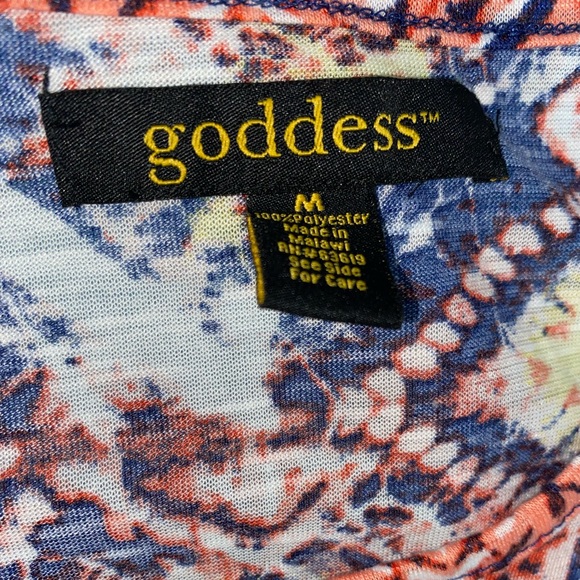 goddess™
M
100%Polyester
Made in
Malawi
RN#63619
See Side
For Care